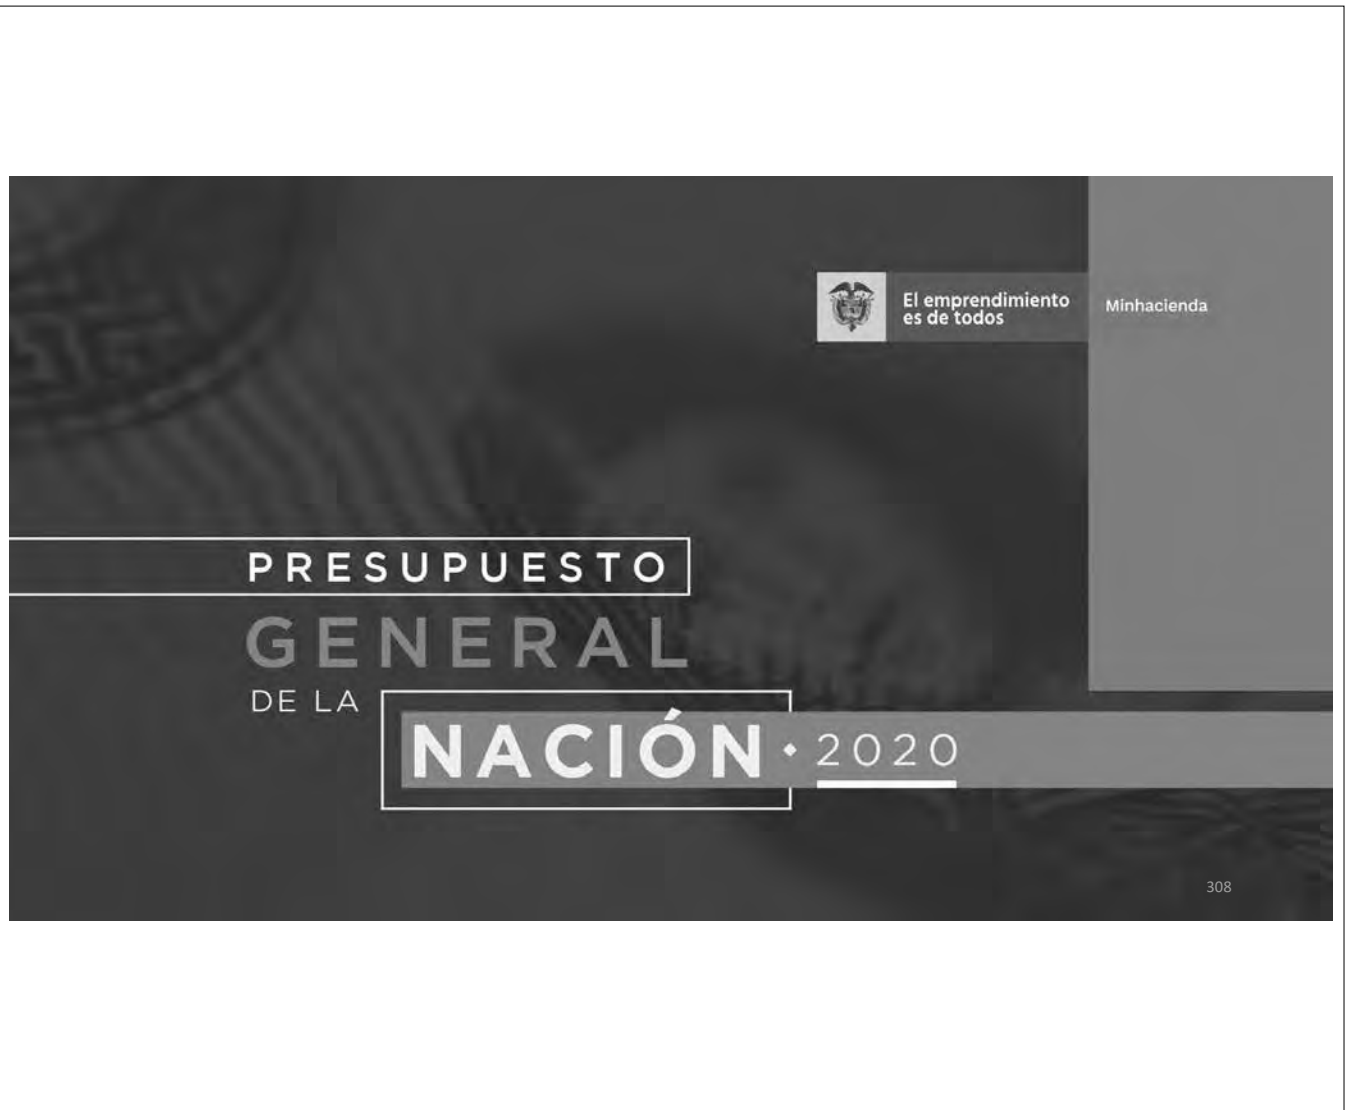 El emprendimiento
es de todos
Minhacienda
PRESUPUESTO
GENERAL
DE LA
NACIÓN · 2020
308